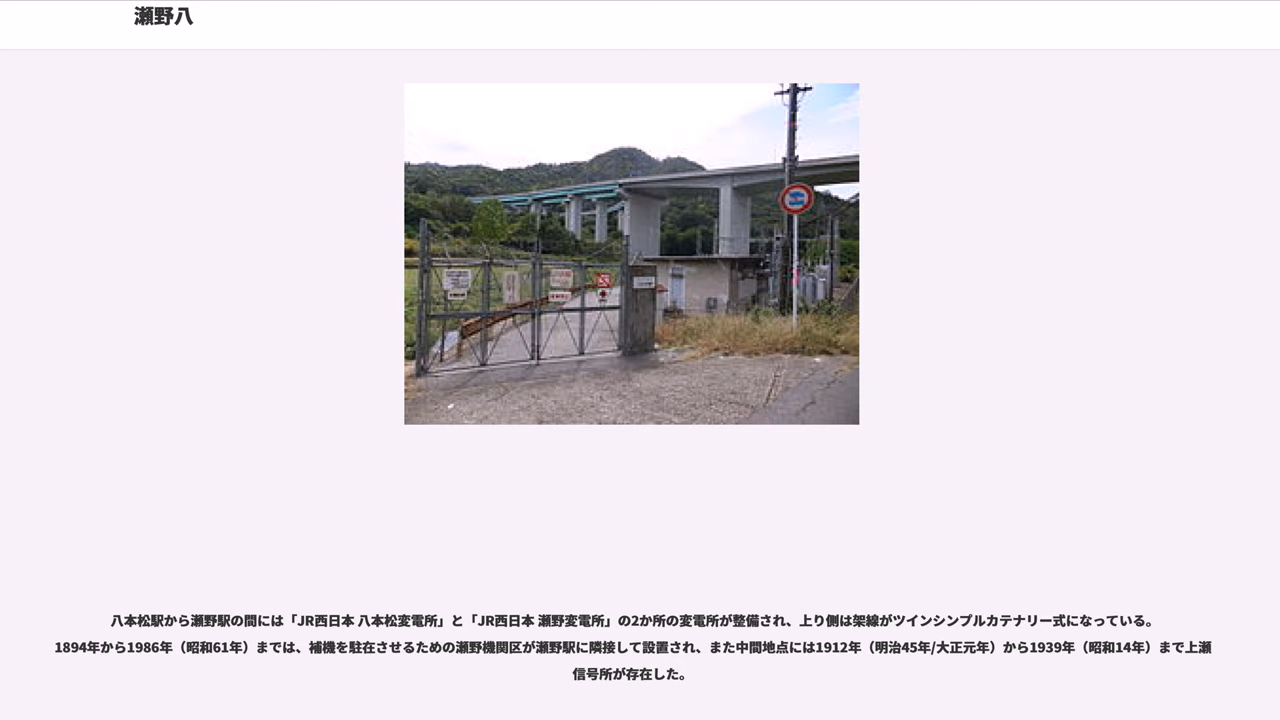 瀬野八
八本松駅から瀬野駅の間には「JR西日本 八本松変電所」と「JR西日本 瀬野変電所」の2か所の変電所が整備され、上り側は架線がツインシンプルカテナリー式になっている。
1894年から1986年（昭和61年）までは、補機を駐在させるための瀬野機関区が瀬野駅に隣接して設置され、また中間地点には1912年（明治45年/大正元年）から1939年（昭和14年）まで上瀬
信号所が存在した。